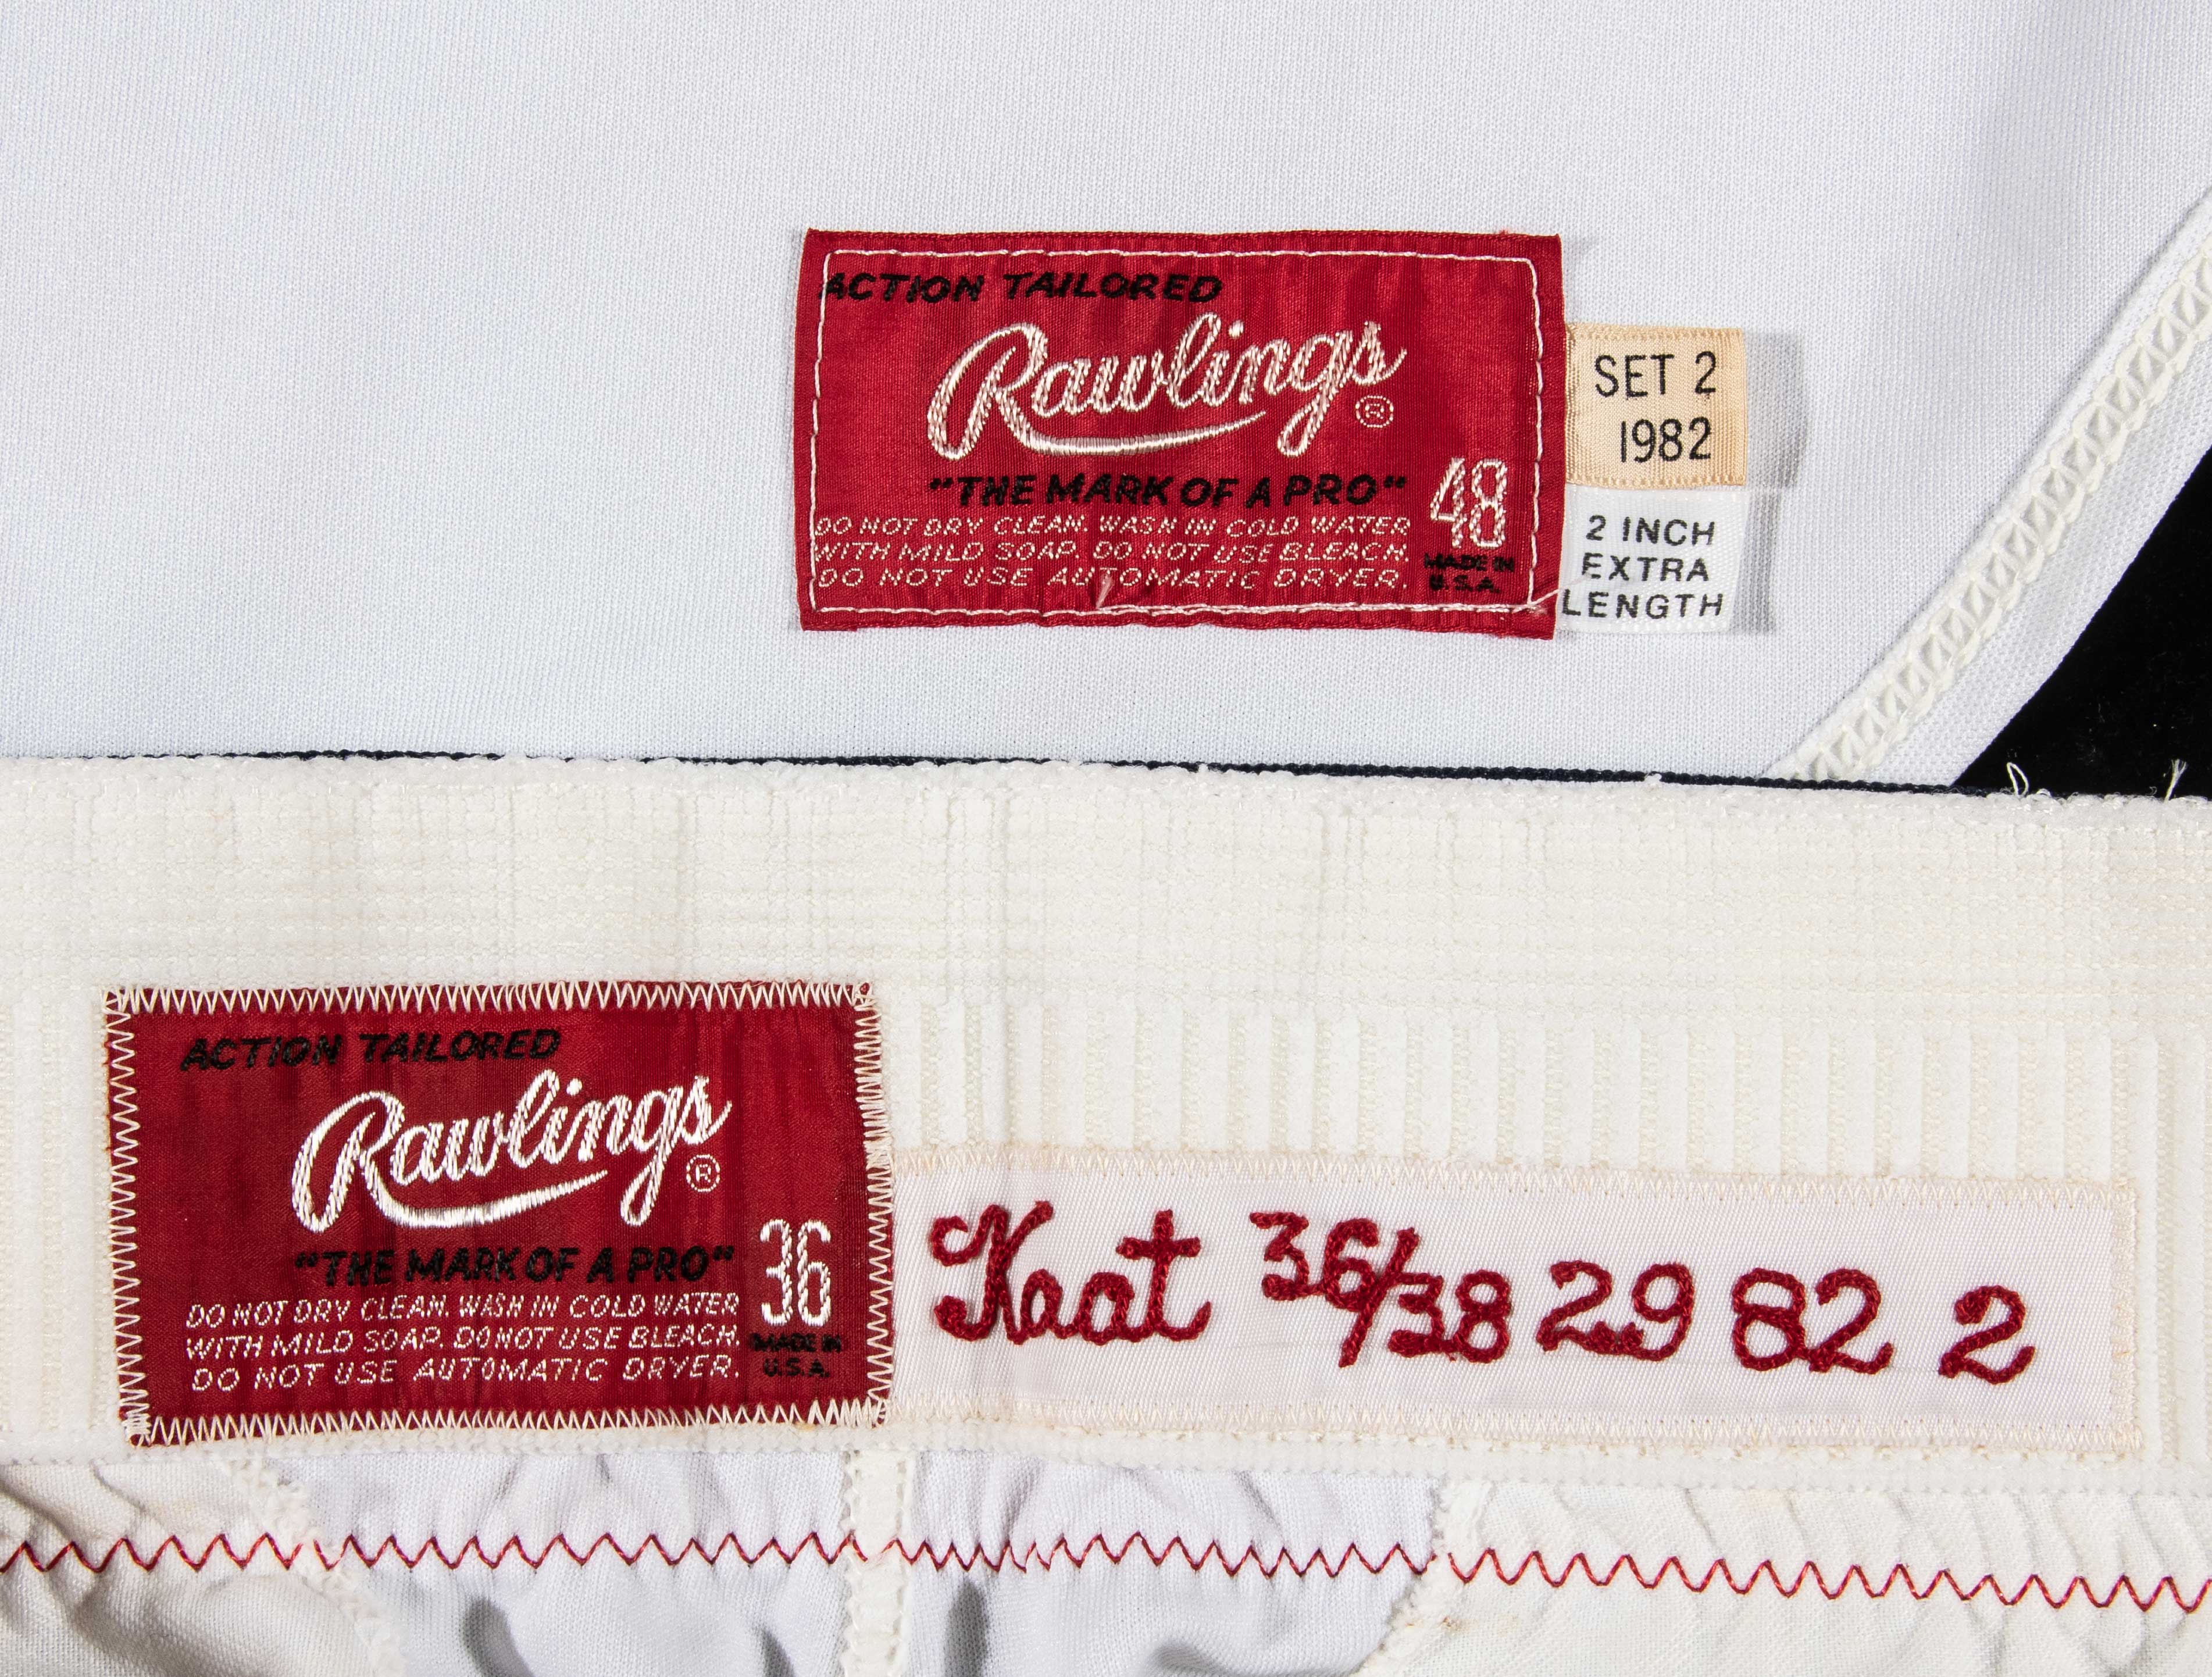 ACTION TAILORED
Rawlings®
"THE MARK OF A PRO"
DO NOT DRY CLEAN. WASH IN COLD WATER
WITH MILD SOAP. DO NOT USE BLEACH.
DO NOT USE AUTOMATIC DRYER.
48
MADE IN
U.S.A.
SET 2
1982
2 INCH
EXTRA
LENGTH
ACTION TAILORED
Rawlings®
"THE MARK OF A PRO"
DO NOT DRY CLEAN. WASH IN COLD WATER
WITH MILD SOAP. DO NOT USE BLEACH.
DO NOT USE AUTOMATIC DRYER.
36
MADE IN
U.S.A.
Kaat 36/38 29 82 2